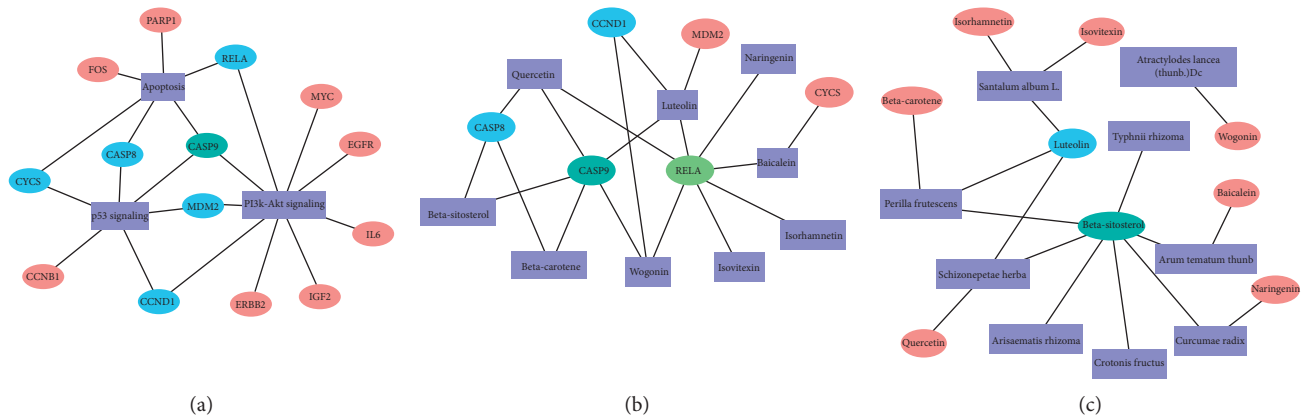 PARP1
RELA
FOS
Apoptosis
MYC
EGFR
CASP8
CASP9
CYCS
MDM2
PI3k-Akt signaling
p53 signaling
IL6
CCNB1
CCND1
ERBB2
IGF2
(a)
CCND1
MDM2
Naringenin
Quercetin
CYCS
Luteolin
CASP8
CASP9
RELA
Baicalein
Beta-sitosterol
Isorhamnetin
Beta-carotene
Wogonin
Isovitexin
(b)
Isorhamnetin
Isovitexin
Atractylodes lancea
(thunb.)Dc
Santalum album L.
Beta-carotene
Wogonin
Luteolin
Typhnii rhizoma
Baicalein
Perilla frutescens
Beta-sitosterol
Arum tematum thunb
Schizonepetae herba
Naringenin
Quercetin
Arisaematis rhizoma
Curcumae radix
Crotonis fructus
(c)